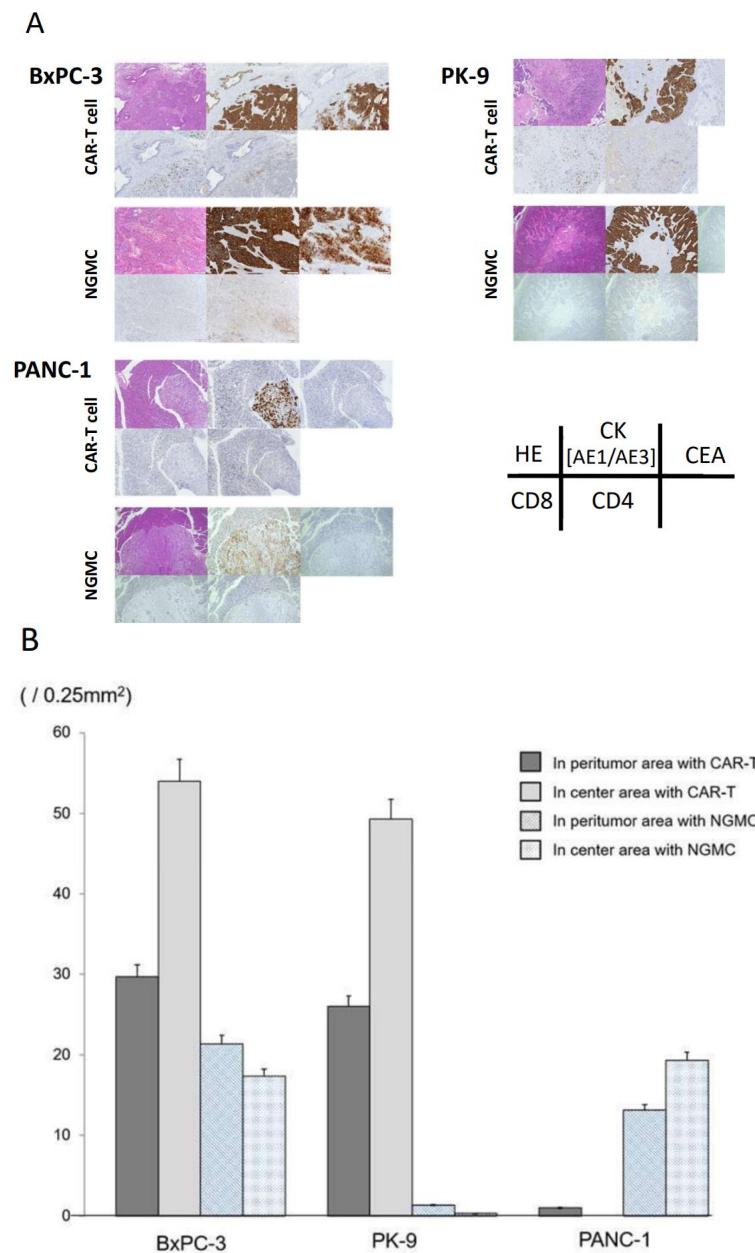 A
BxPC-3
CAR-T cell
NGMC
PK-9
CAR-T cell
NGMC
PANC-1
CAR-T cell
NGMC
HE
CK
[AE1/AE3]
CEA
CD8
CD4
B
( / 0.25mm²)
60
50
40
30
20
10
0
In peritumor area with CAR-T
In center area with CAR-T
In peritumor area with NGMC
In center area with NGMC
BxPC-3
PK-9
PANC-1